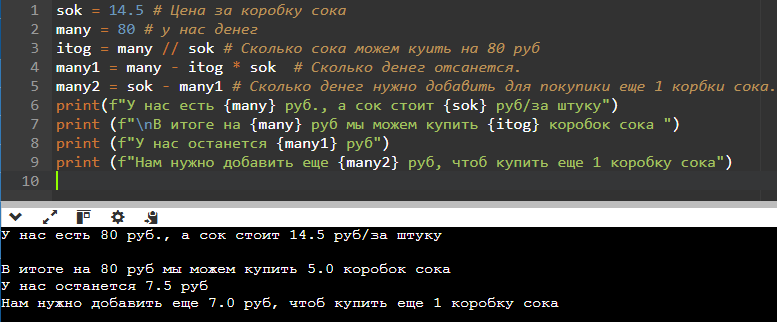 1 sok = 14.5 # Цена за коробку сока
2 many = 80 # у нас денег
3 itog = many // sok # Сколько сока можем куить на 80 руб
4 many1 = many - itog * sok  # Сколько денег отсанется.
5 many2 = sok - many1 # Сколько денег нужно добавить для покупики еще 1 корбки сока.
6 print(f"У нас есть {many} руб., а сок стоит {sok} руб/за штуку")
7 print (f"\nВ итоге на {many} руб мы можем купить {itog} коробок сока ")
8 print (f"У нас останется {many1} руб")
9 print (f"Нам нужно добавить еще {many2} руб, чтоб купить еще 1 коробку сока")
10
У нас есть 80 руб., а сок стоит 14.5 руб/за штуку
В итоге на 80 руб мы можем купить 5.0 коробок сока
У нас останется 7.5 руб
Нам нужно добавить еще 7.0 руб, чтоб купить еще 1 коробку сока